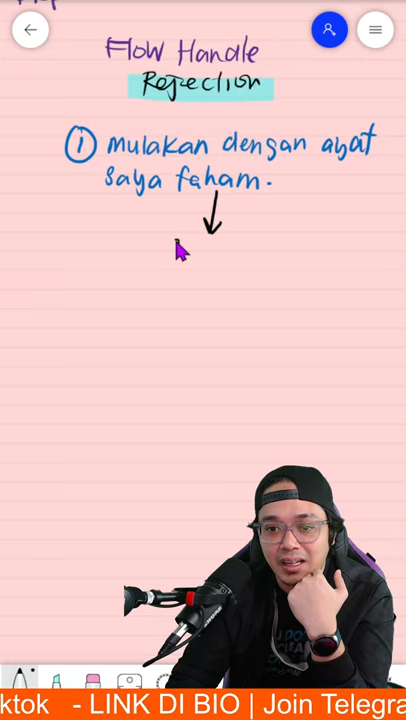 Flow Handle
Rejection
① Mulakan dengan ayat
saya faham.
ktok - LINK DI BIO | Join Telegra